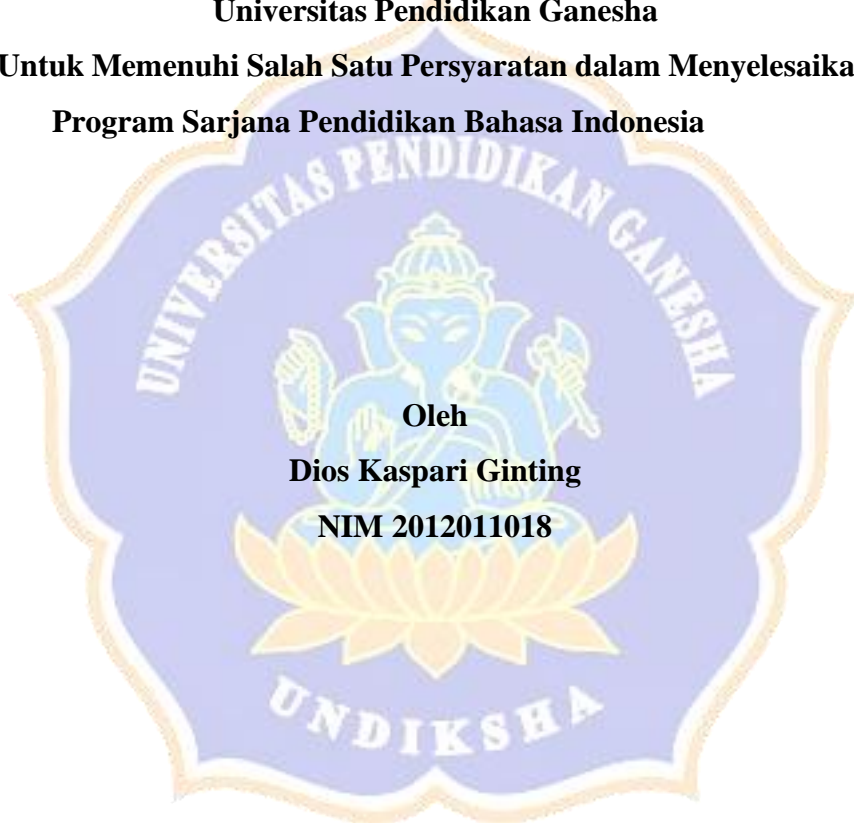 Universitas Pendidikan Ganesha
Untuk Memenuhi Salah Satu Persyaratan dalam Menyelesaika
Program Sarjana Pendidikan Bahasa Indonesia
UNIVERSITAS PENDIDIKAN GANESHA
Oleh
Dios Kaspari Ginting
NIM 2012011018
UNDIKSHA